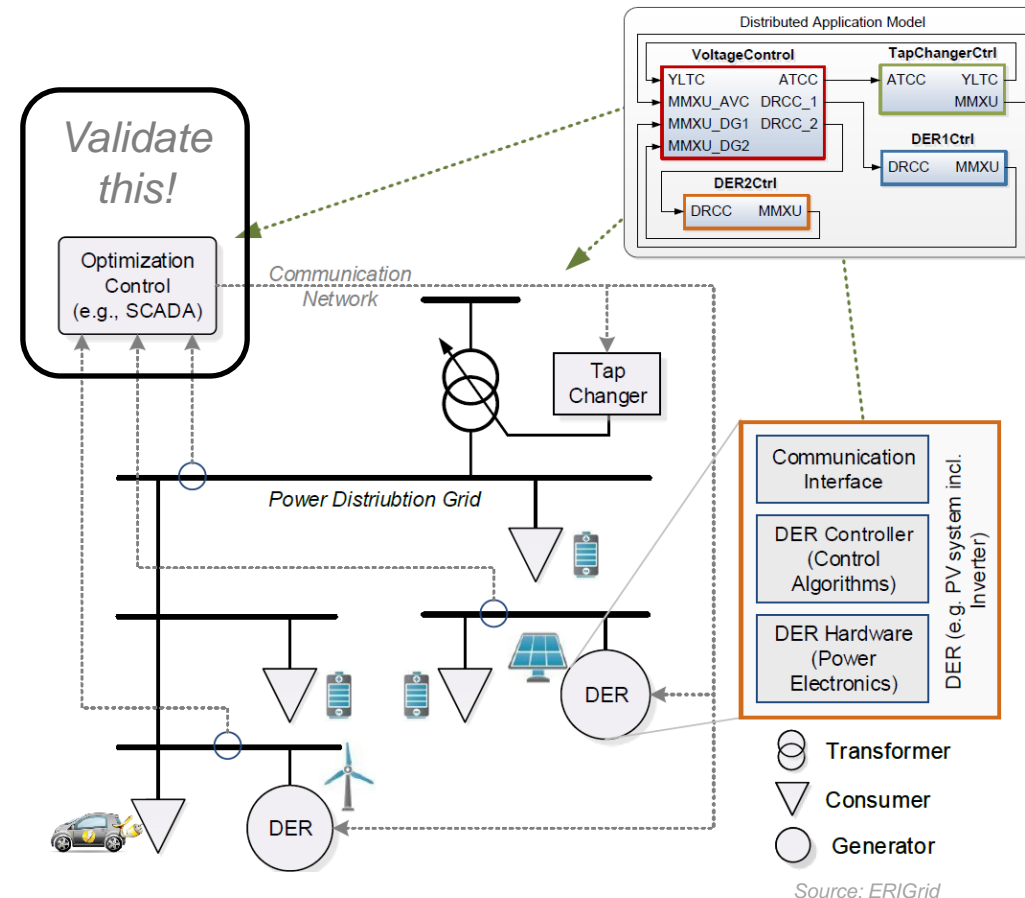 Distributed Application Model
VoltageControl
YLTC ATCC
MMXU_AVC DRCC_1
MMXU_DG1 DRCC_2
MMXU_DG2
TapChangerCtrl
ATCC YLTC
MMXU
DER1Ctrl
DRCC MMXU
DER2Ctrl
DRCC MMXU
Validate
this!
Optimization
Control
(e.g., SCADA)
Communication
Network
Tap
Changer
Power Distriubtion Grid
Communication
Interface
DER Controller
(Control
Algorithms)
DER Hardware
(Power
Electronics)
DER (e.g. PV system incl.
Inverter)
DER
DER
Transformer
Consumer
Generator
Source: ERIGrid